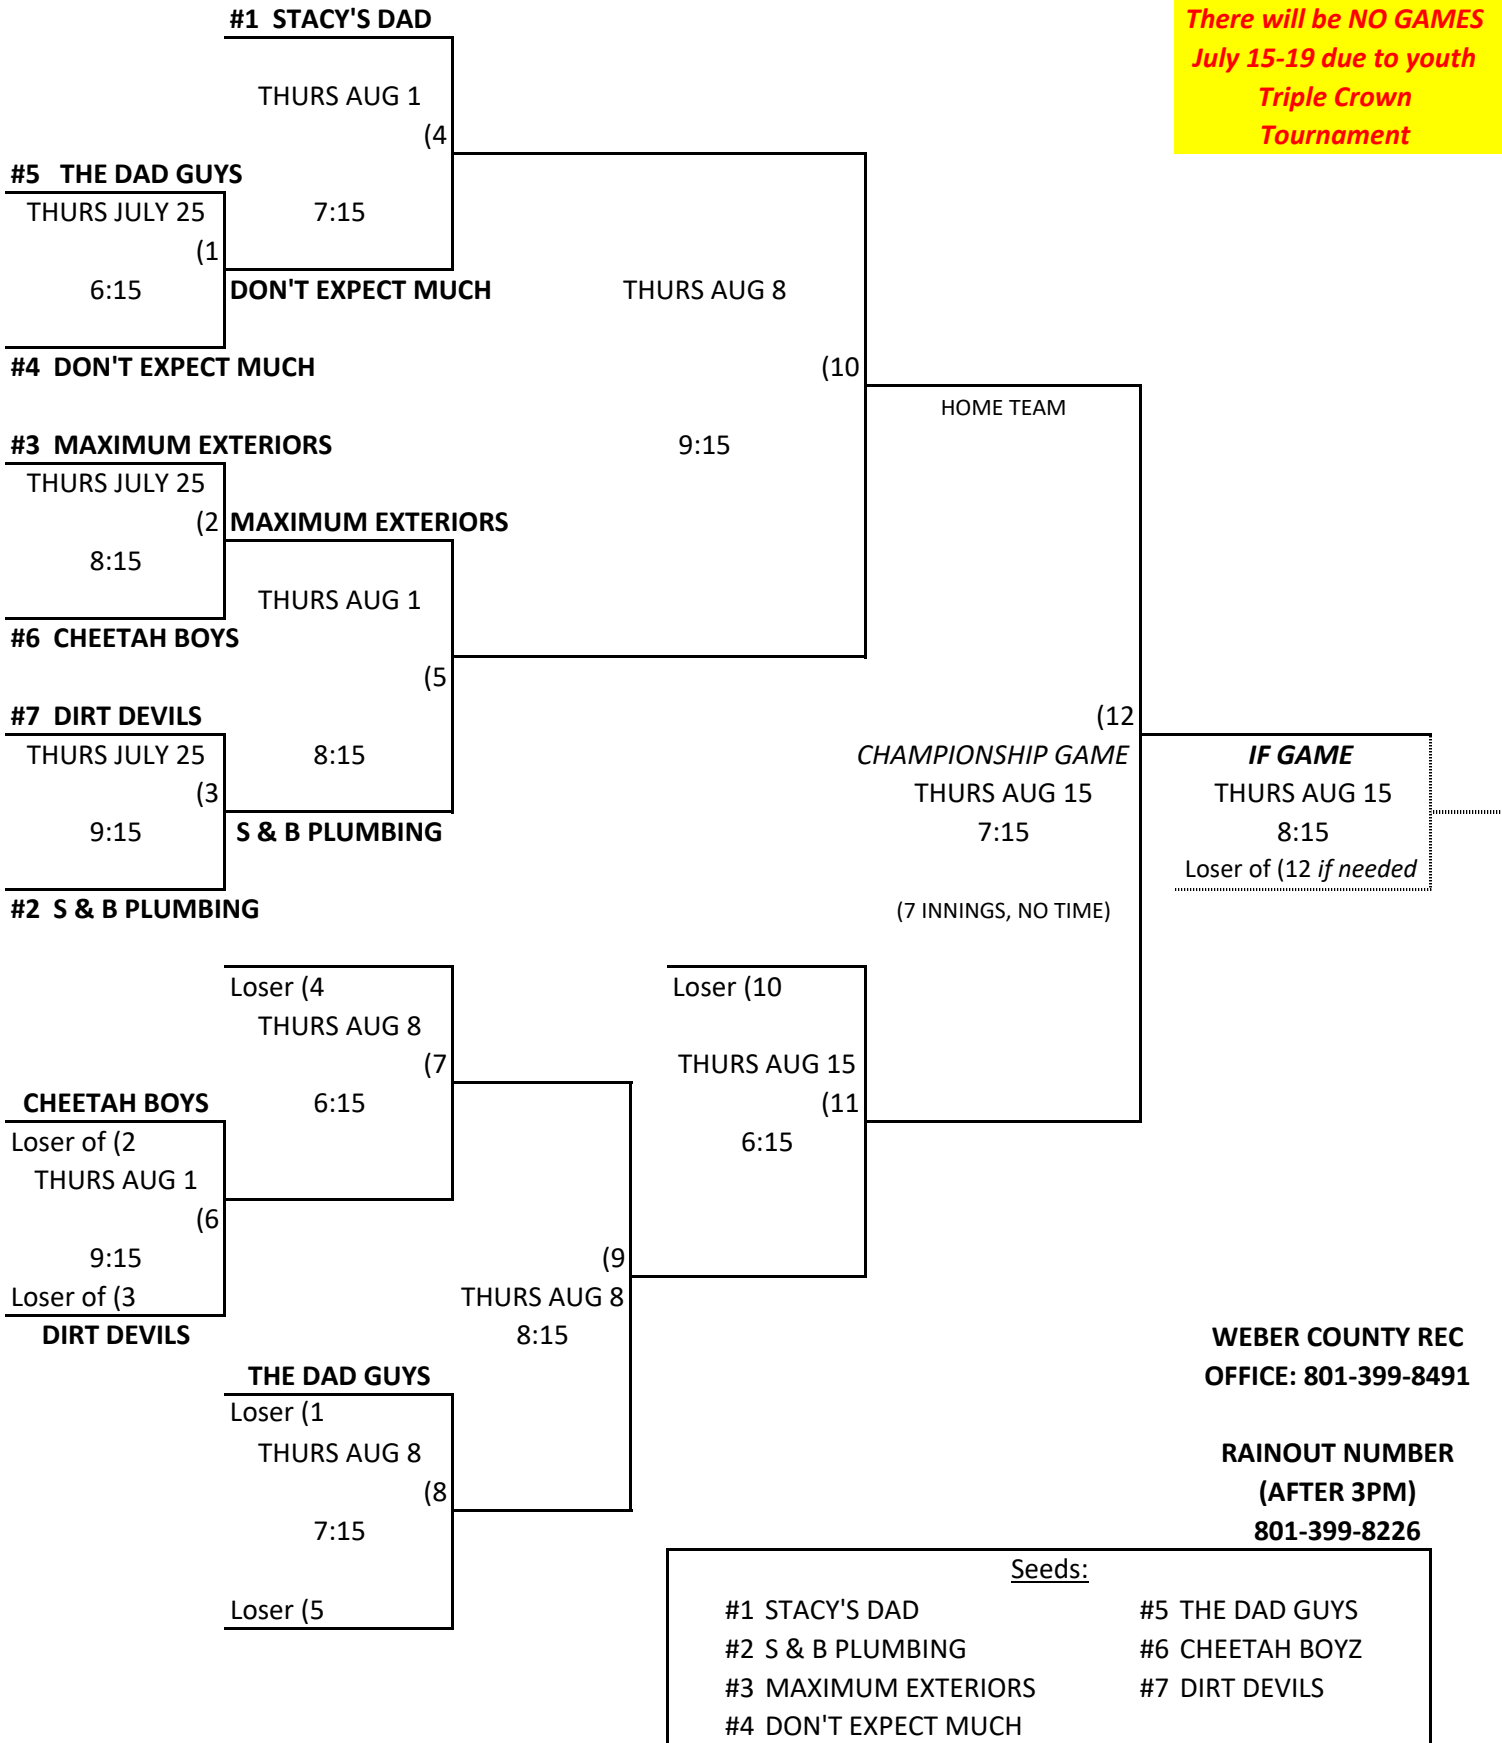 #1 STACY'S DAD
There will be NO GAMES
July 15-19 due to youth
Triple Crown
Tournament
THURS AUG 1
(4
#5 THE DAD GUYS
THURS JULY 25
7:15
(1
6:15
DON'T EXPECT MUCH
THURS AUG 8
#4 DON'T EXPECT MUCH
(10
HOME TEAM
#3 MAXIMUM EXTERIORS
9:15
THURS JULY 25
(2
MAXIMUM EXTERIORS
8:15
THURS AUG 1
#6 CHEETAH BOYS
(5
#7 DIRT DEVILS
(12
THURS JULY 25
8:15
CHAMPIONSHIP GAME
IF GAME
(3
THURS AUG 15
THURS AUG 15
9:15
S & B PLUMBING
7:15
8:15
Loser of (12 if needed
#2 S & B PLUMBING
(7 INNINGS, NO TIME)
Loser (4
Loser (10
THURS AUG 8
(7
THURS AUG 15
CHEETAH BOYS
6:15
(11
Loser of (2
6:15
THURS AUG 1
(6
9:15
(9
Loser of (3
THURS AUG 8
DIRT DEVILS
8:15
WEBER COUNTY REC
THE DAD GUYS
OFFICE: 801-399-8491
Loser (1
THURS AUG 8
RAINOUT NUMBER
(8
(AFTER 3PM)
7:15
801-399-8226
Seeds:
Loser (5
#1 STACY'S DAD
#5 THE DAD GUYS
#2 S & B PLUMBING
#6 CHEETAH BOYZ
#3 MAXIMUM EXTERIORS
#7 DIRT DEVILS
#4 DON'T EXPECT MUCH